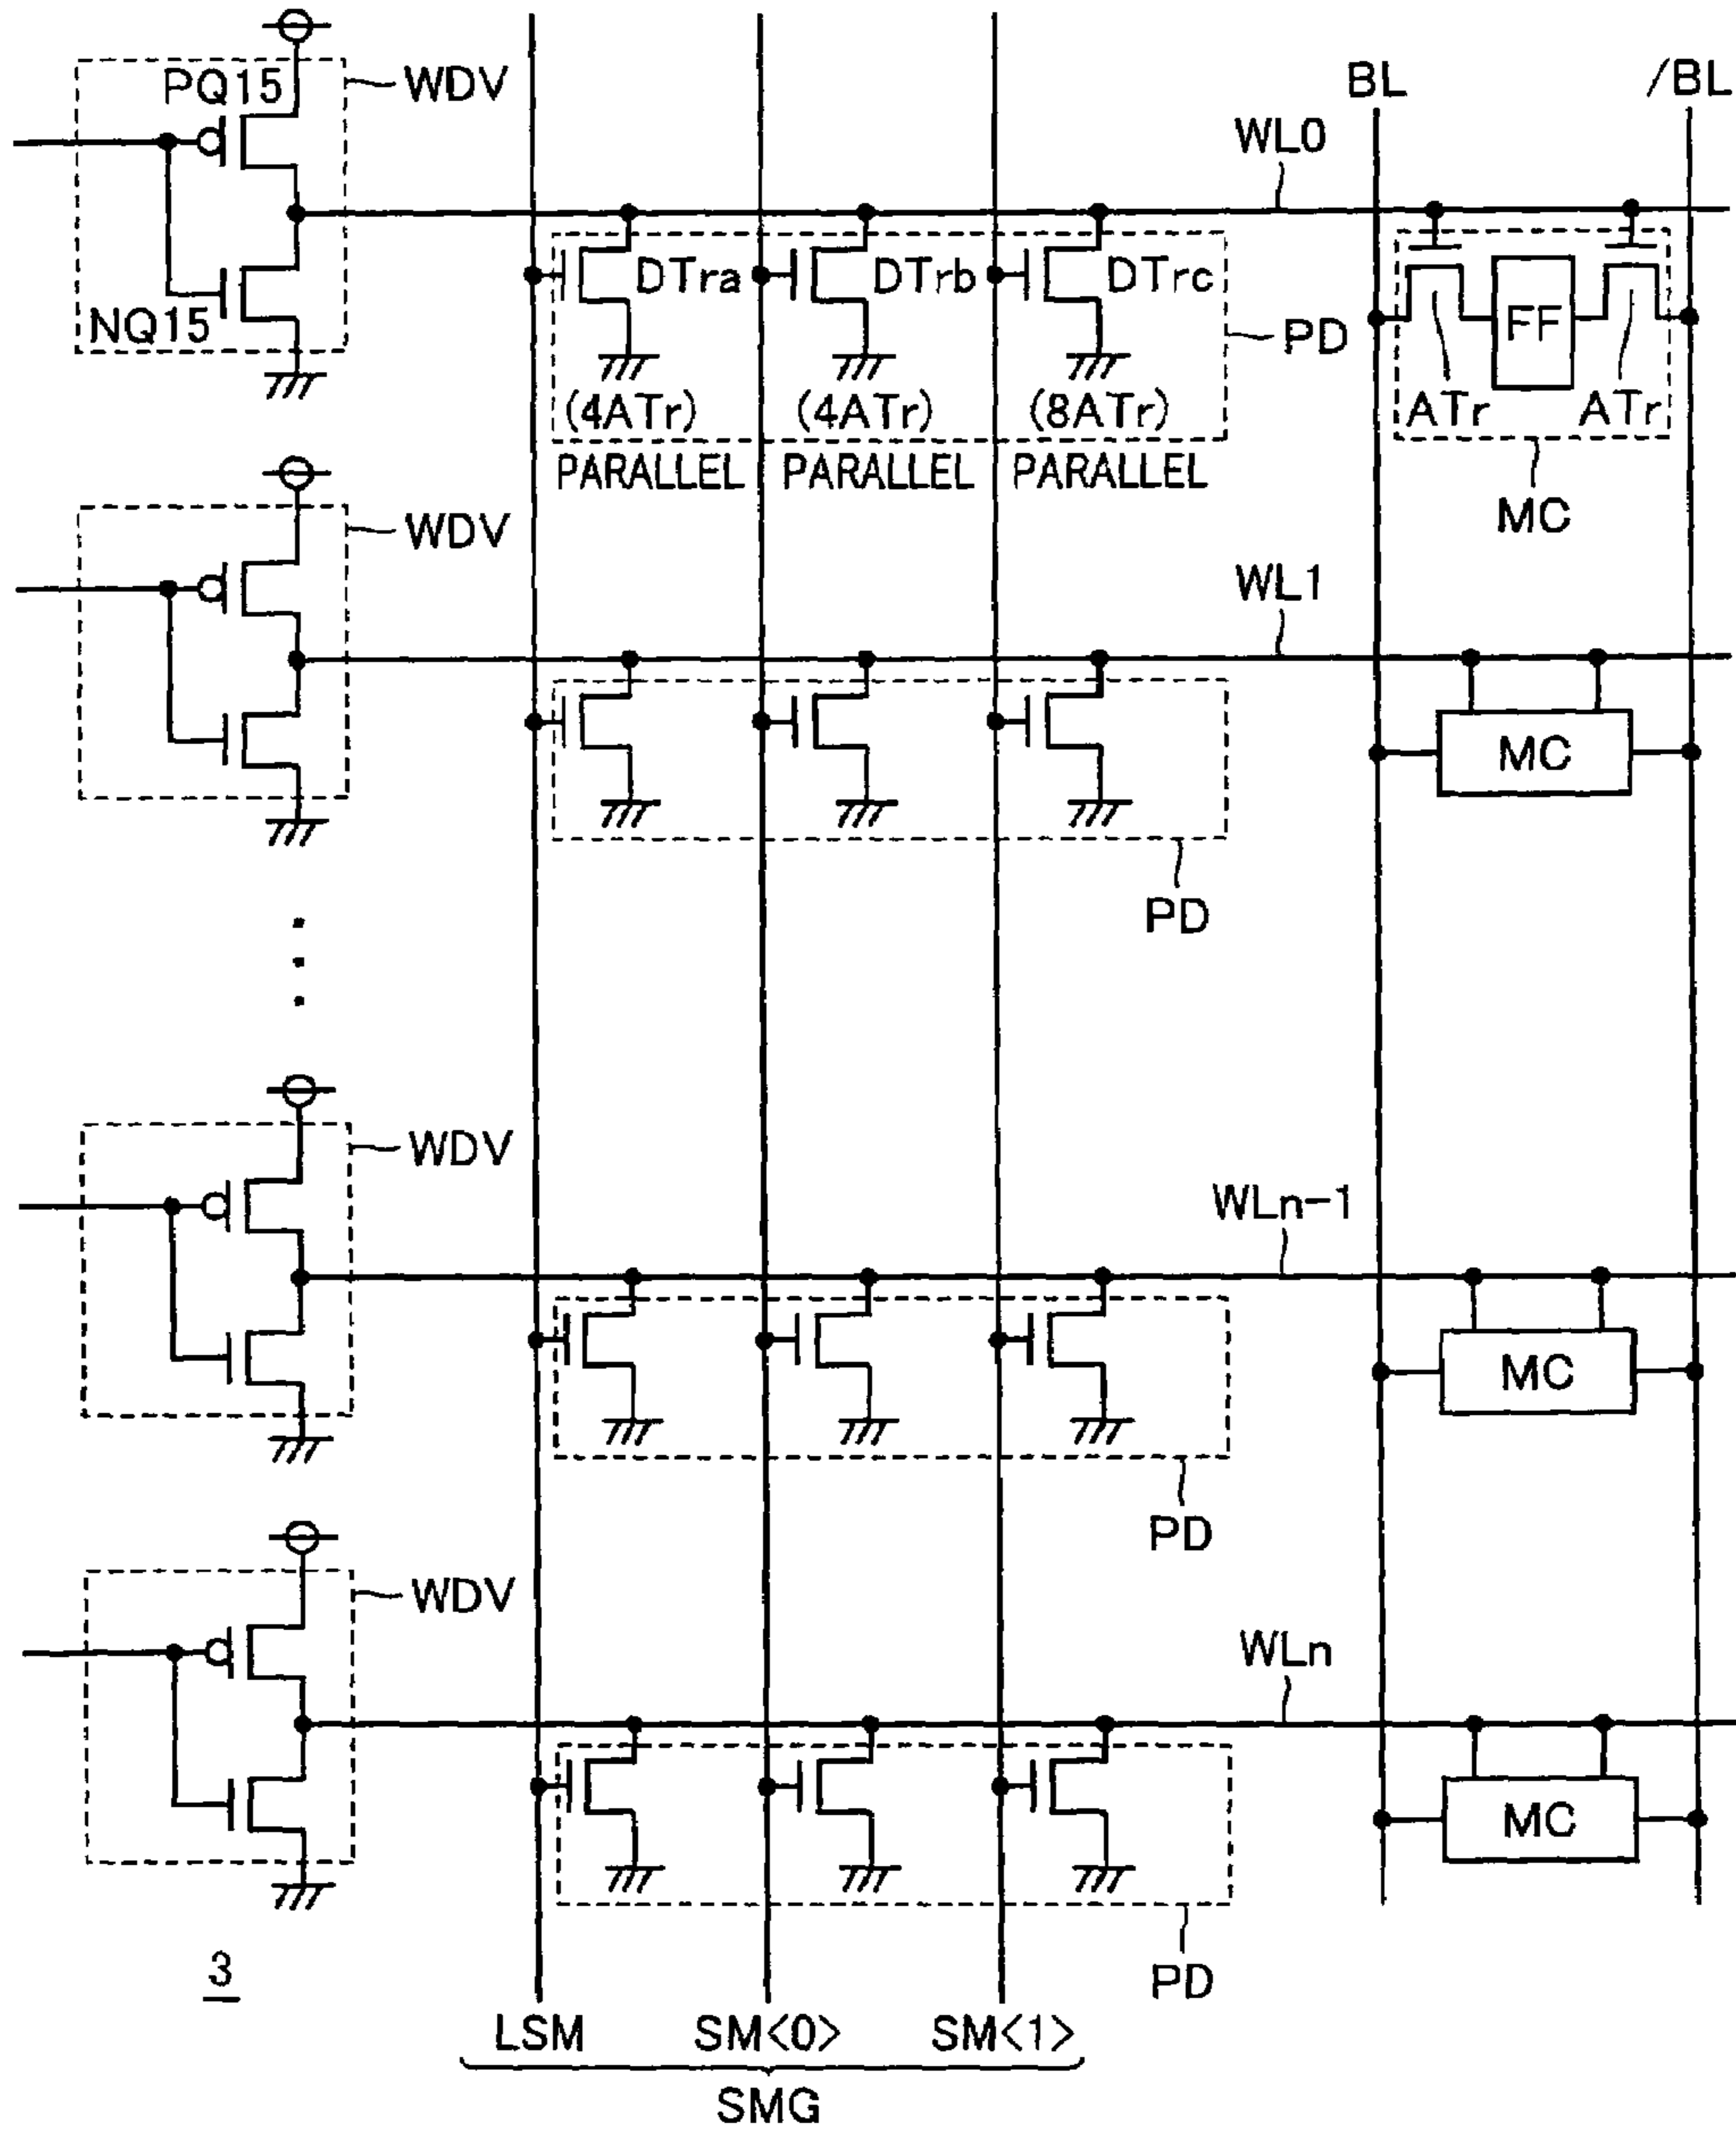 PQ15
WDV
BL
/BL
WL0
DTra
DTrb
DTrc
NQ15
PD
FF
(4ATr)
(4ATr)
(8ATr)
ATr
ATr
PARALLEL
PARALLEL
PARALLEL
MC
WDV
WL1
MC
PD
WDV
WLn-1
MC
PD
WDV
WLn
MC
PD
3
LSM
SM<0>
SM<1>
SMG